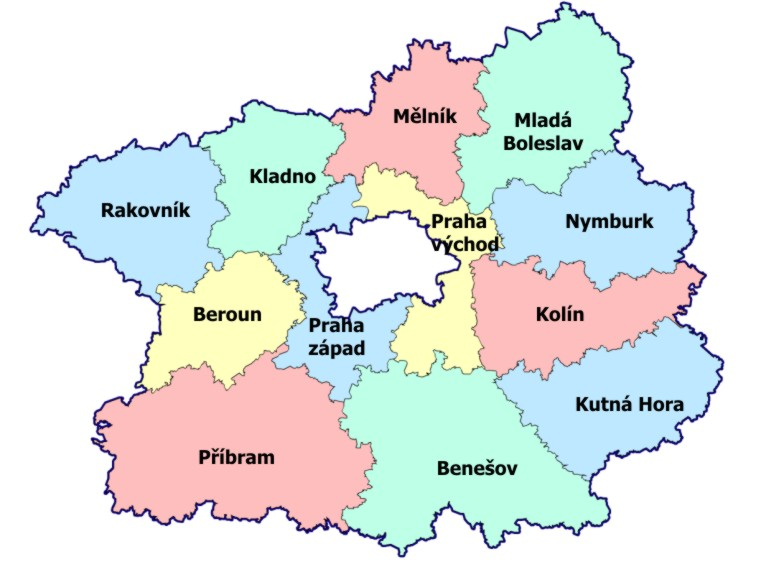 Mělník
Mladá
Boleslav
Kladno
Rakovník
Praha
východ
Nymburk
Beroun
Praha
západ
Kolín
Kutná Hora
Příbram
Benešov